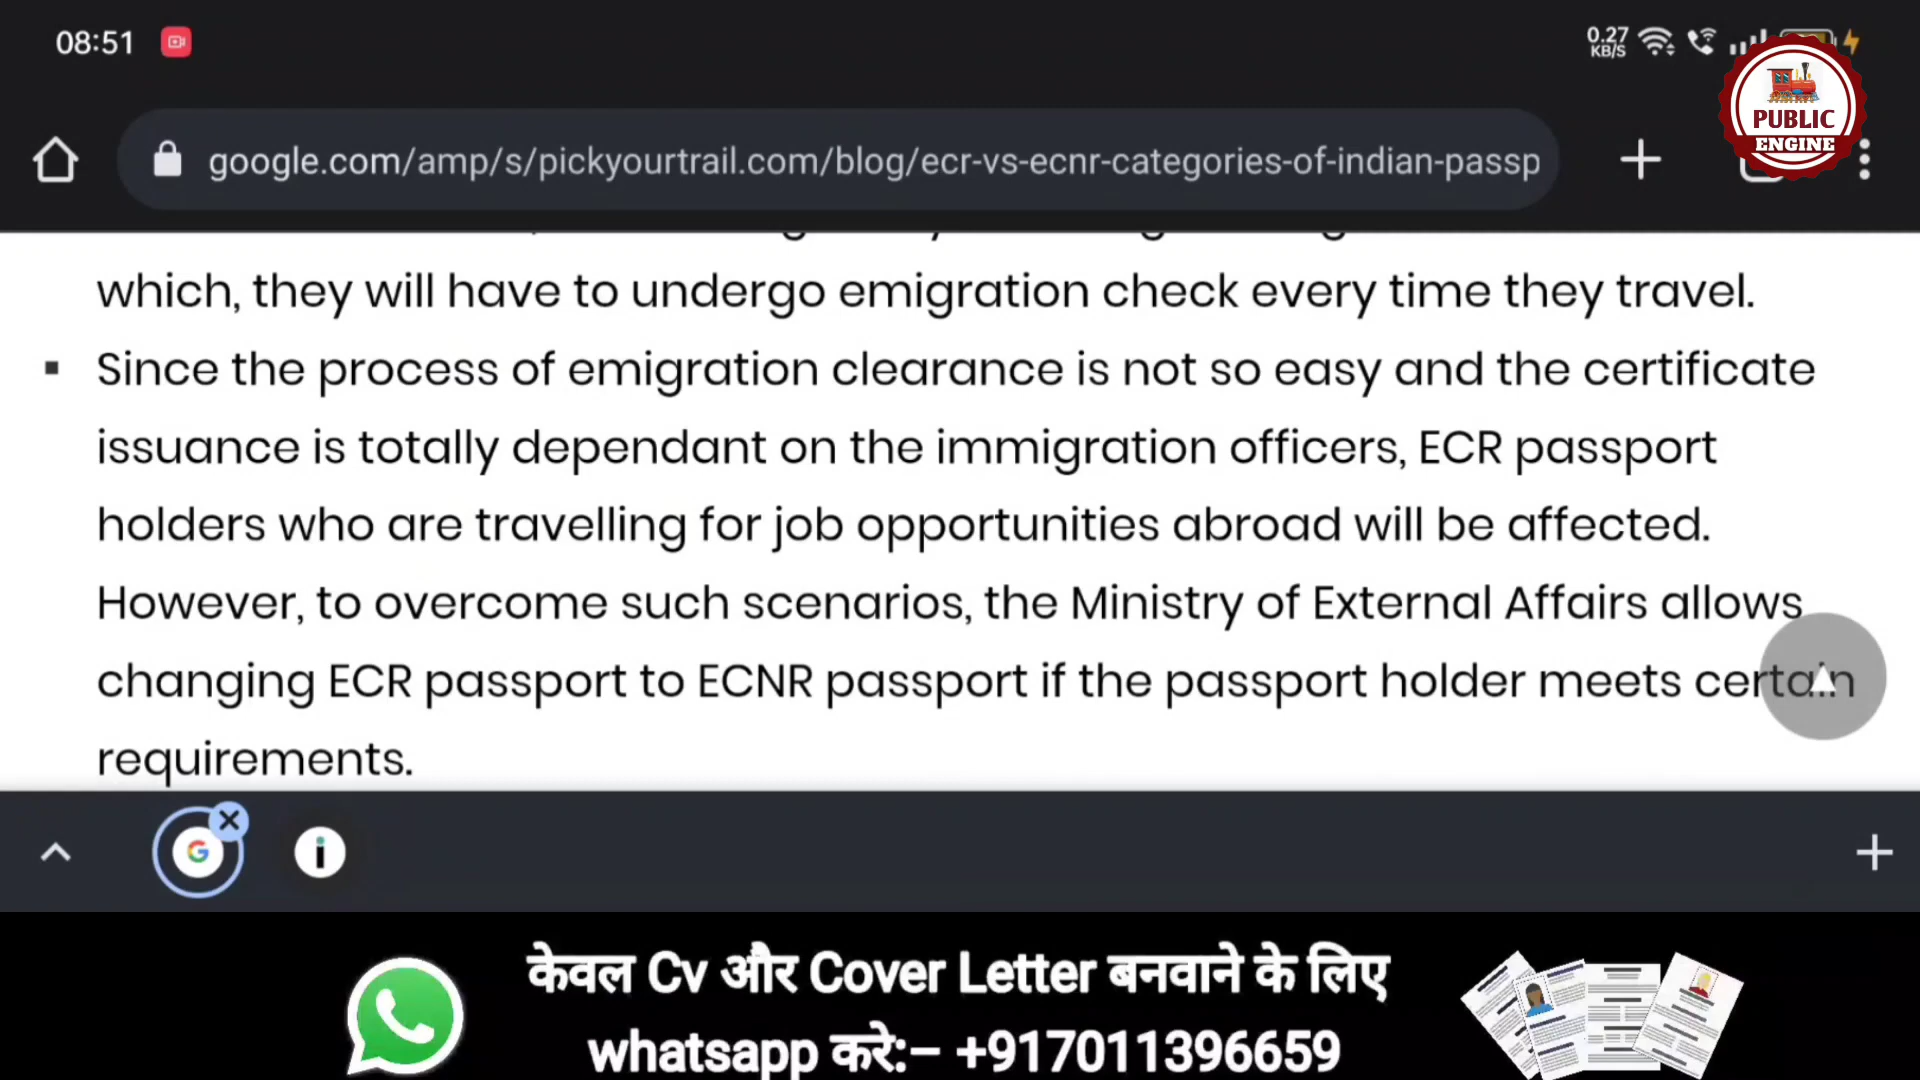 08:51
0.27
KB/S
PUBLIC
ENGINE
google.com/amp/s/pickyourtrail.com/blog/ecr-vs-ecnr-categories-of-indian-passp
which, they will have to undergo emigration check every time they travel.
▪ Since the process of emigration clearance is not so easy and the certificate
issuance is totally dependant on the immigration officers, ECR passport
holders who are travelling for job opportunities abroad will be affected.
However, to overcome such scenarios, the Ministry of External Affairs allows
changing ECR passport to ECNR passport if the passport holder meets certain
requirements.
केवल Cv और Cover Letter बनवाने के लिए
whatsapp करे:– +917011396659